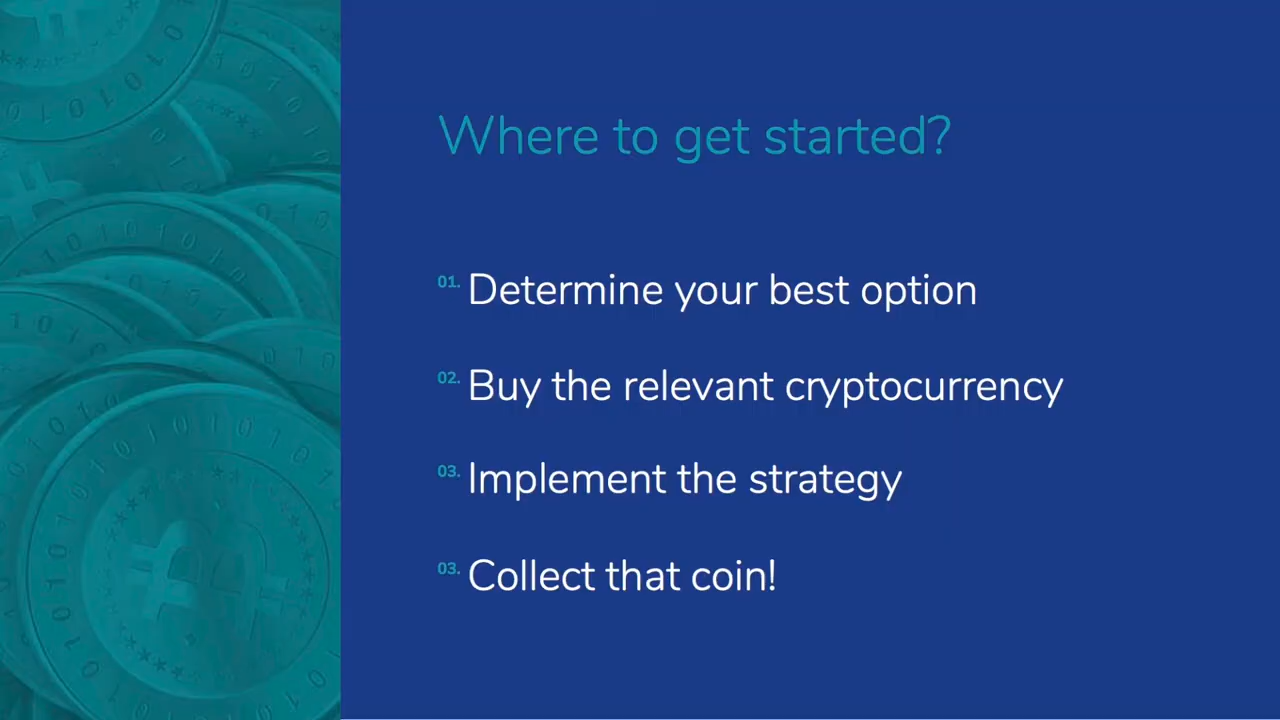 Where to get started?
01. Determine your best option
02. Buy the relevant cryptocurrency
03. Implement the strategy
03. Collect that coin!